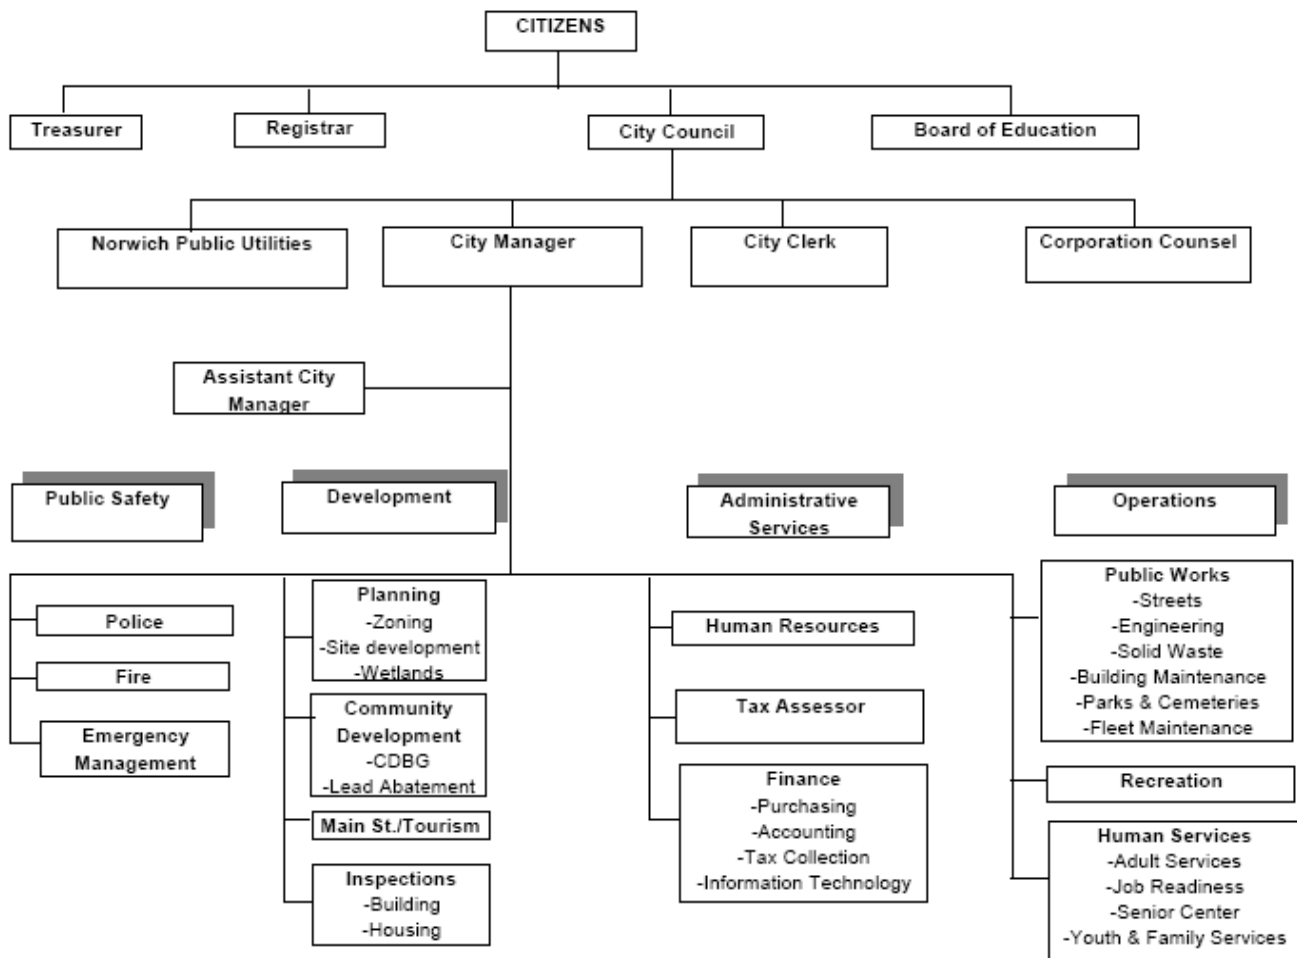 CITIZENS
Treasurer
Registrar
City Council
Board of Education
Norwich Public Utilities
City Manager
City Clerk
Corporation Counsel
Assistant City
Manager
Public Safety
Development
Administrative
Services
Operations
Police
Fire
Emergency
Management
Planning
-Zoning
-Site development
-Wetlands
Community
Development
-CDBG
-Lead Abatement
Main St./Tourism
Inspections
-Building
-Housing
Human Resources
Tax Assessor
Finance
-Purchasing
-Accounting
-Tax Collection
-Information Technology
Public Works
-Streets
-Engineering
-Solid Waste
-Building Maintenance
-Parks & Cemeteries
-Fleet Maintenance
Recreation
Human Services
-Adult Services
-Job Readiness
-Senior Center
-Youth & Family Services